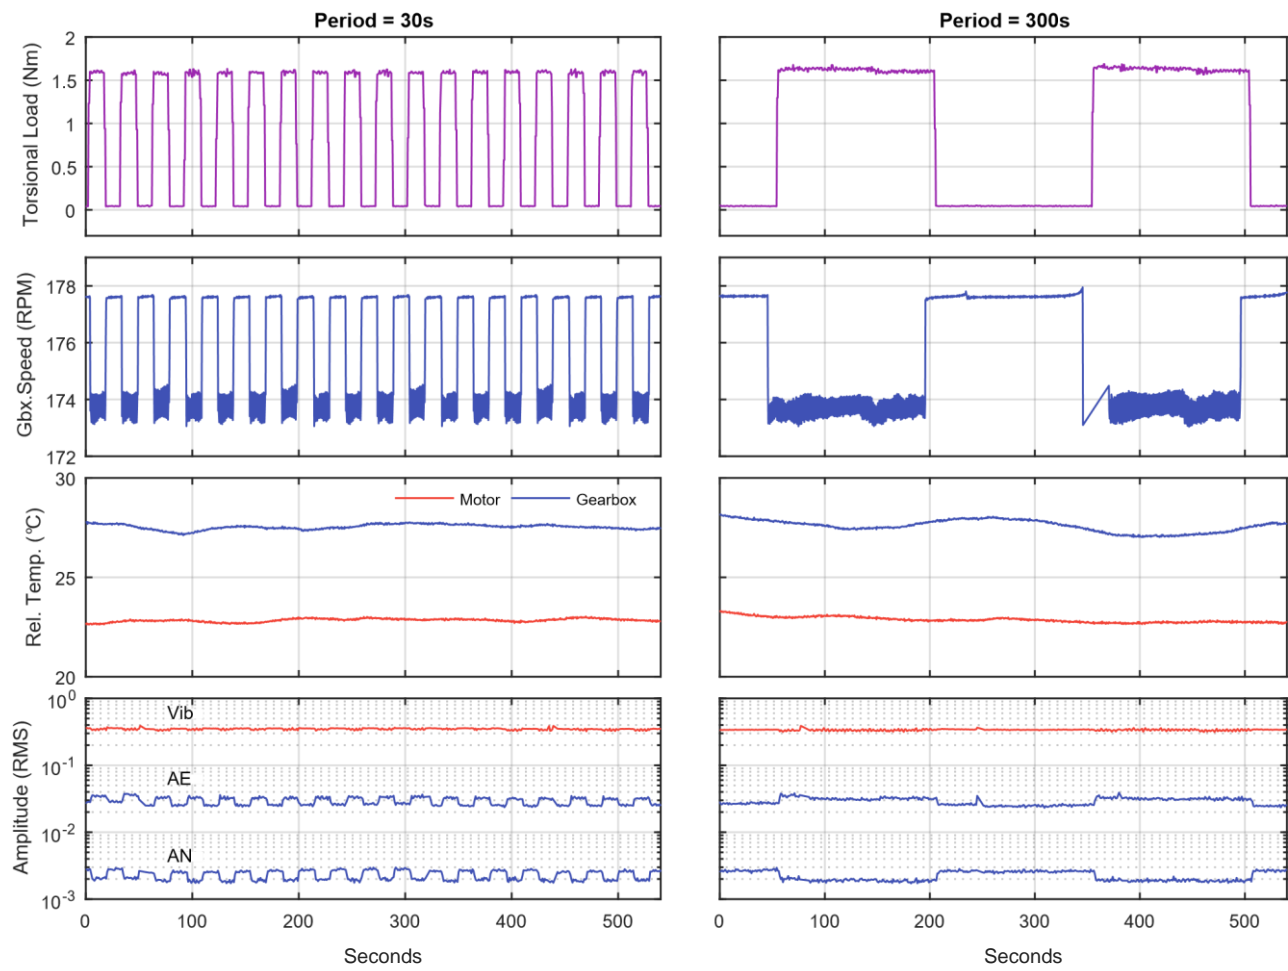 Period = 30s
Period = 300s
Torsional Load (Nm)
2
1.5
1
0.5
0
Gbx.Speed (RPM)
178
176
174
172
Rel. Temp. (ºC)
30
25
20
Motor
Gearbox
Amplitude (RMS)
10^0
10^-1
10^-2
10^-3
Vib
AE
AN
0 100 200 300 400 500
0 100 200 300 400 500
Seconds
Seconds